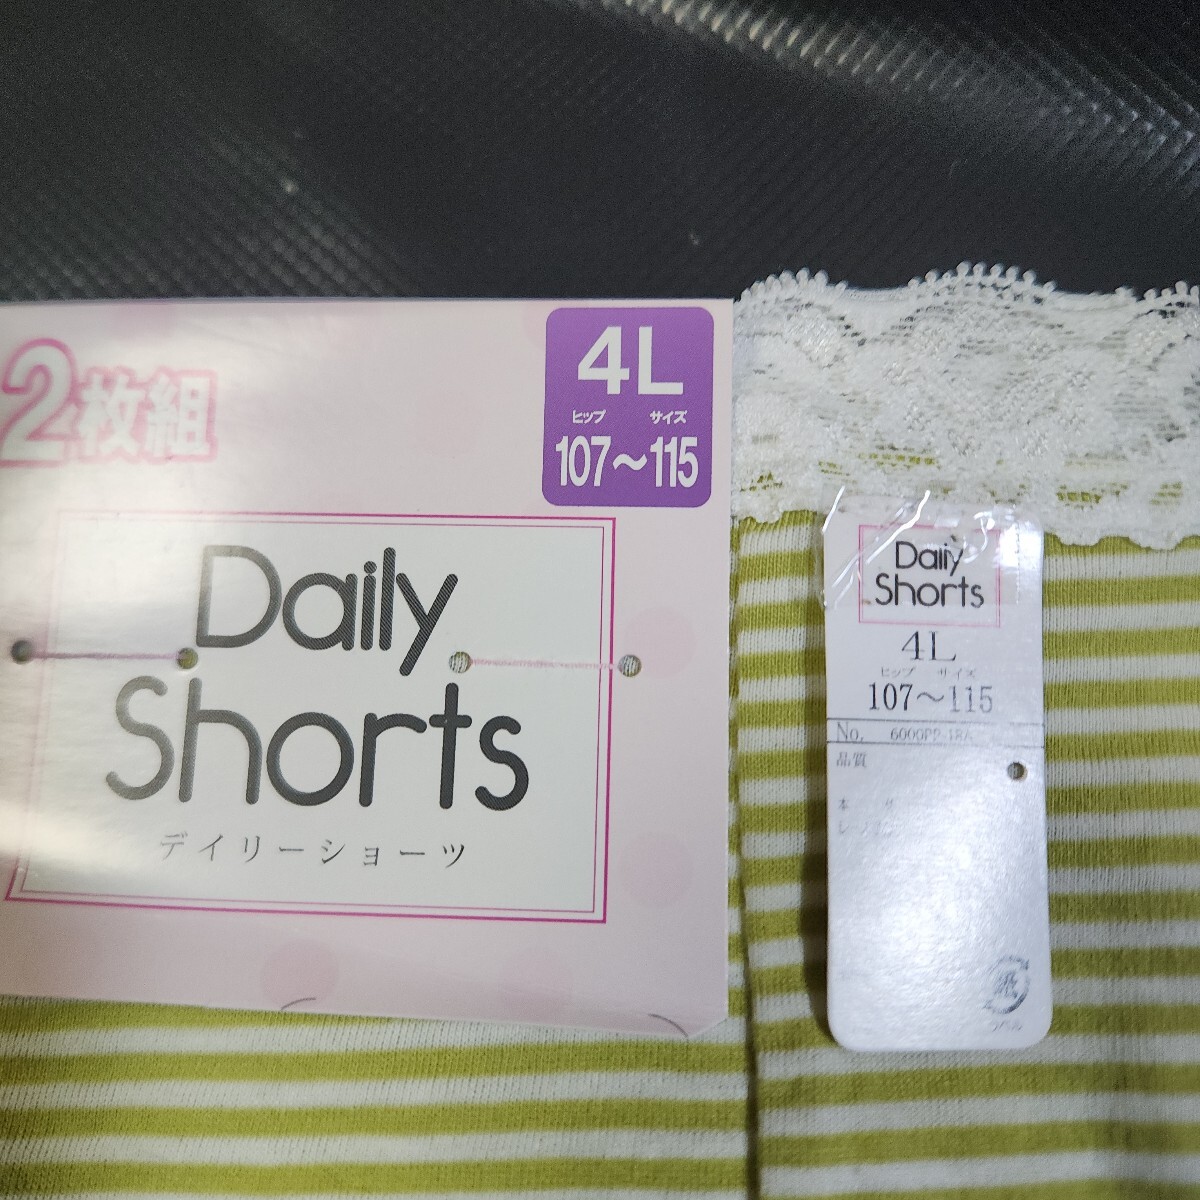 2枚組
4L
ヒップ サイズ
107〜115
Daily
Shorts
デイリーショーツ
Daily
Shorts
4L
ヒップ サイズ
107〜115
No.
品質